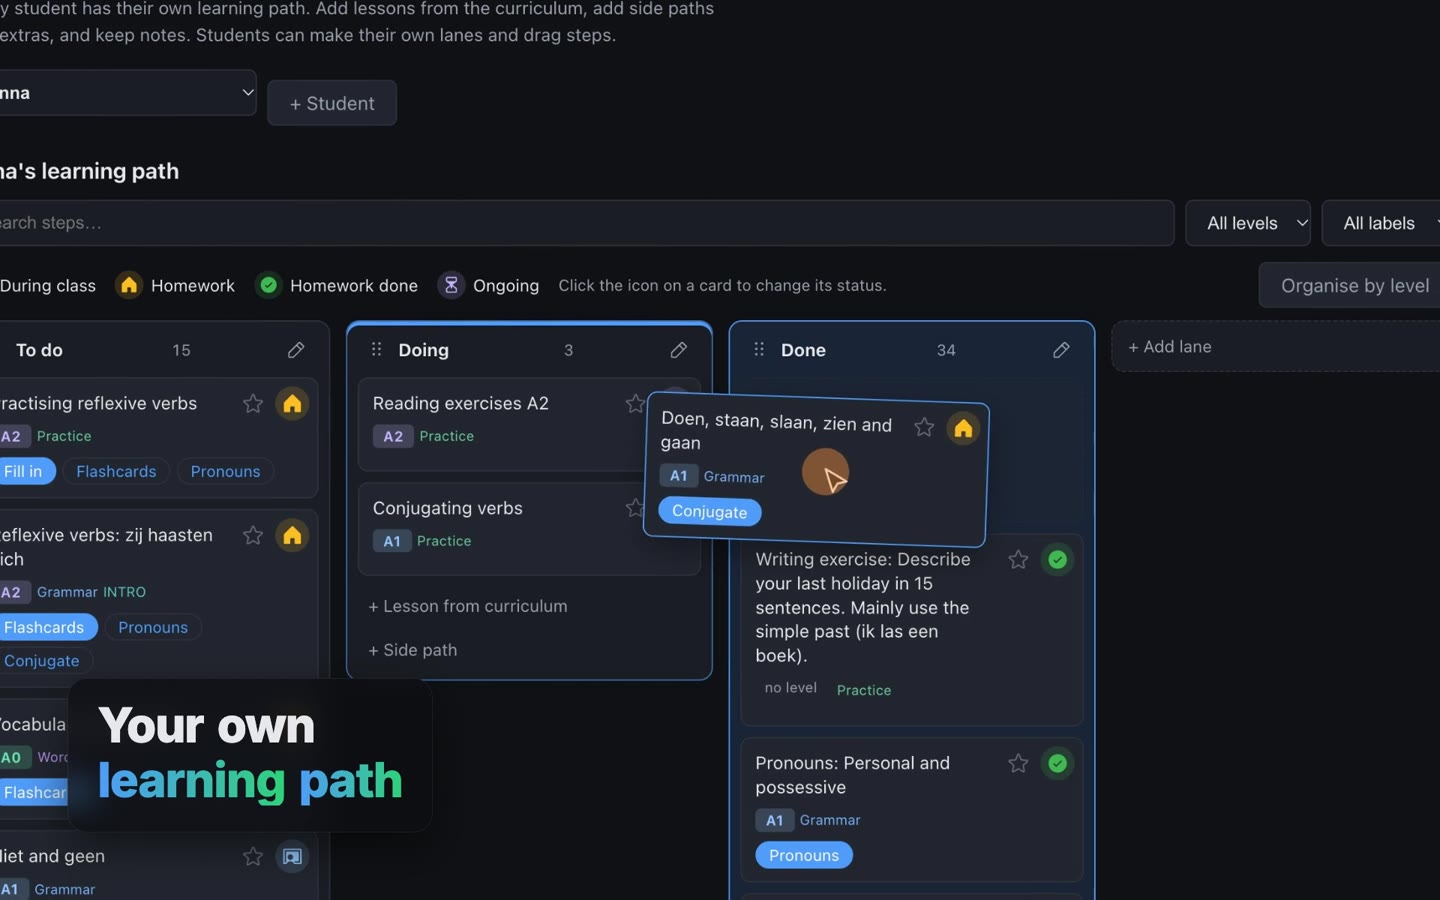 y student has their own learning path. Add lessons from the curriculum, add side paths
extras, and keep notes. Students can make their own lanes and drag steps.
nna
+ Student
na's learning path
earch steps...
All levels
All labels
During class
Homework
Homework done
Ongoing
Click the icon on a card to change its status.
Organise by level
To do
15
ractising reflexive verbs
A2 Practice
Fill in
Flashcards
Pronouns
eflexive verbs: zij haasten
ich
A2 Grammar INTRO
Flashcards
Pronouns
Conjugate
ocabula
A0 Word
Flashcar
liet and geen
A1 Grammar
Doing
3
Reading exercises A2
A2 Practice
Conjugating verbs
A1 Practice
+ Lesson from curriculum
+ Side path
Doen, staan, slaan, zien and
gaan
A1 Grammar
Conjugate
Done
34
Writing exercise: Describe
your last holiday in 15
sentences. Mainly use the
simple past (ik las een
boek).
no level
Practice
Pronouns: Personal and
possessive
A1 Grammar
Pronouns
+ Add lane
Your own
learning path